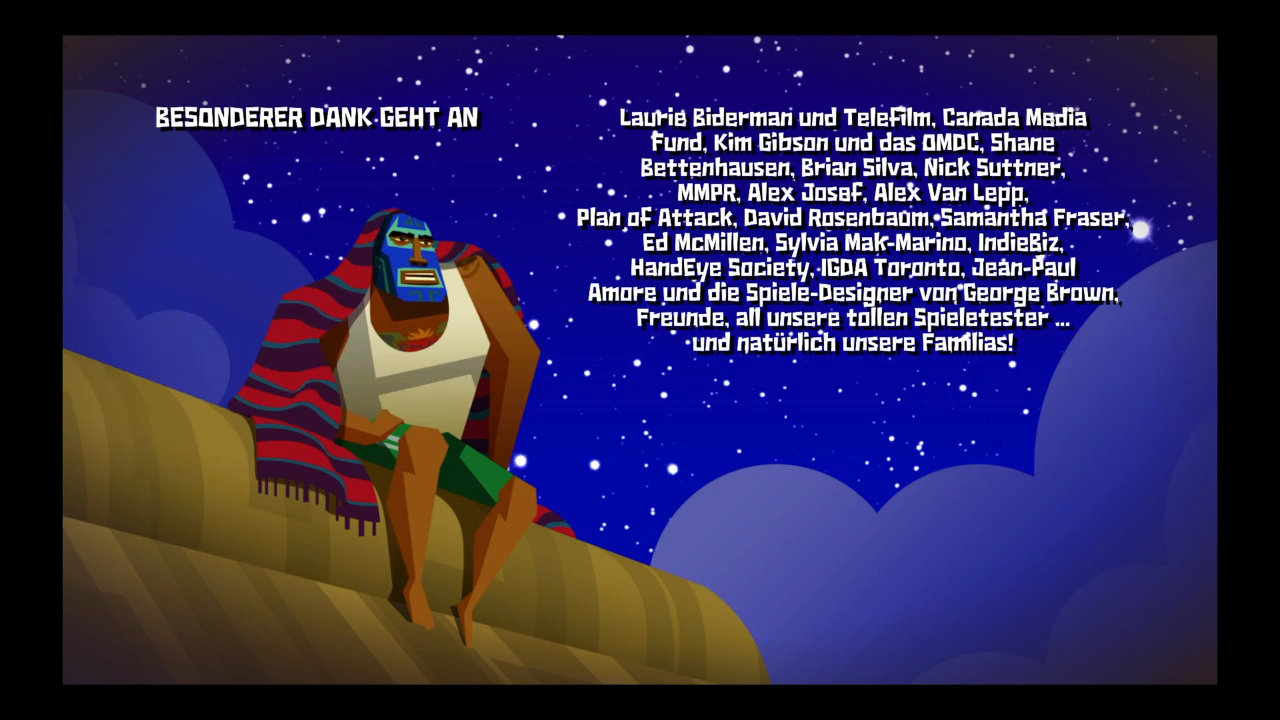 BESONDERER DANK GEHT AN
Laurie Biderman und Telefilm, Canada Media
Fund, Kim Gibson und das OMDC, Shane
Bettenhausen, Brian Silva, Nick Suttner,
MMPR, Alex Josef, Alex Van Lepp,
Plan of Attack, David Rosenbaum, Samantha Fraser,
Ed McMillen, Sylvia Mak-Marino, IndieBiz,
HandEye Society, IGDA Toronto, Jean-Paul
Amore und die Spiele-Designer von George Brown,
Freunde, all unsere tollen Spieletester ...
und natürlich unsere Familias!